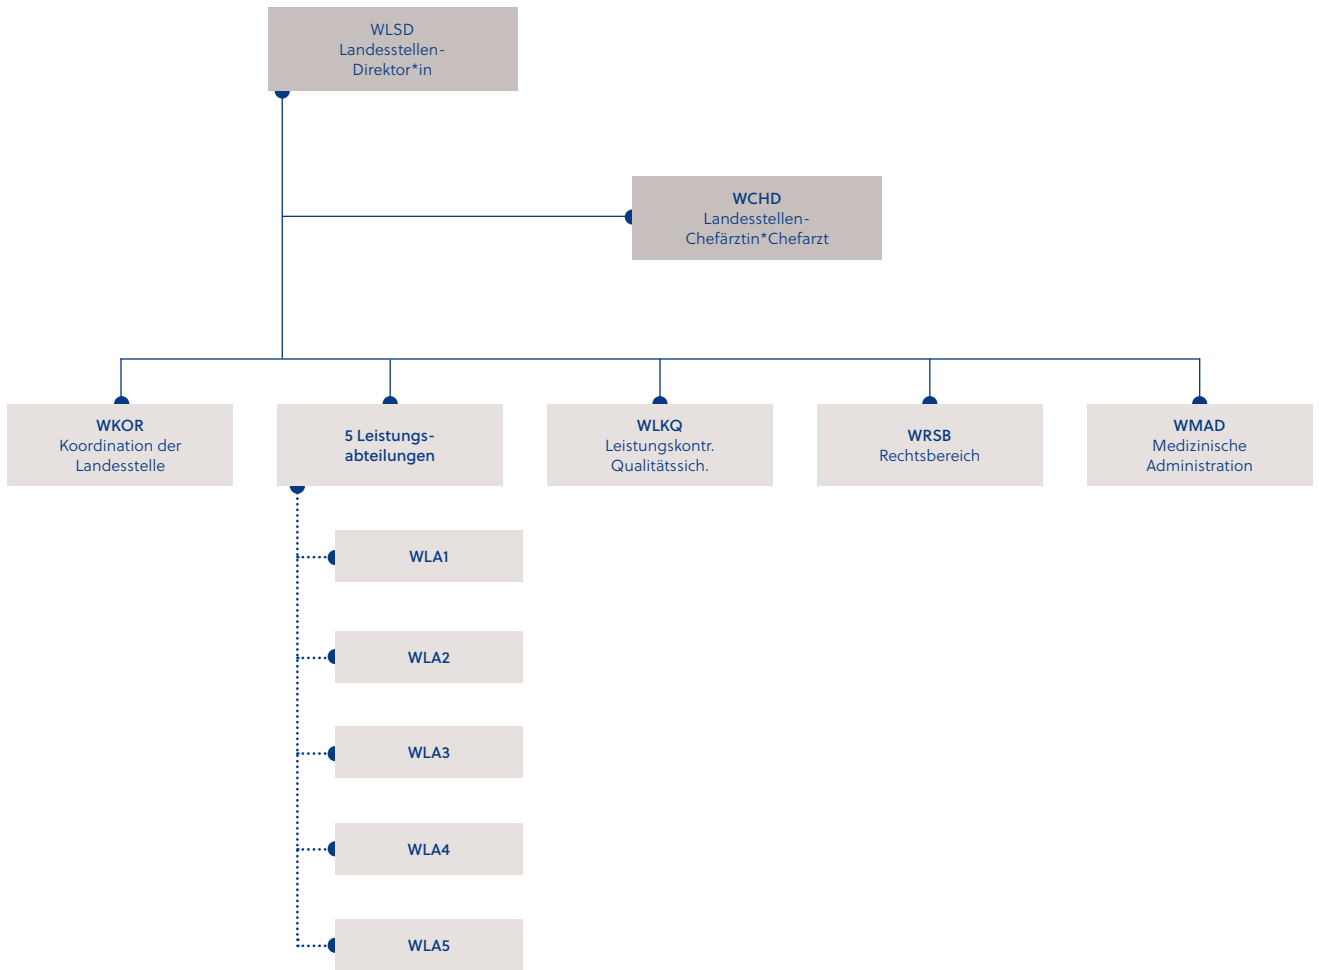 WLSD
Landesstellen-
Direktor*in
WCHD
Landesstellen-
Chefärztin*Chefarzt
WKOR
Koordination der
Landesstelle
5 Leistungs-
abteilungen
WLKQ
Leistungskontr.
Qualitätssich.
WRSB
Rechtsbereich
WMAD
Medizinische
Administration
WLA1
WLA2
WLA3
WLA4
WLA5